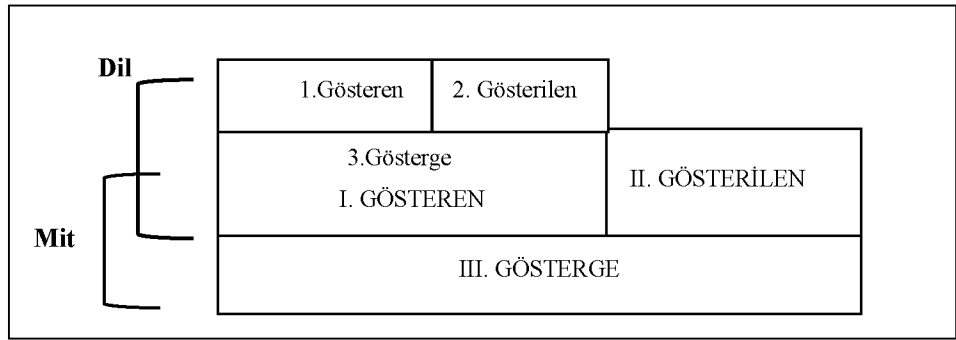 Dil
1.Gösteren
2. Gösterilen
3.Gösterge
I. GÖSTEREN
II. GÖSTERİLEN
Mit
III. GÖSTERGE